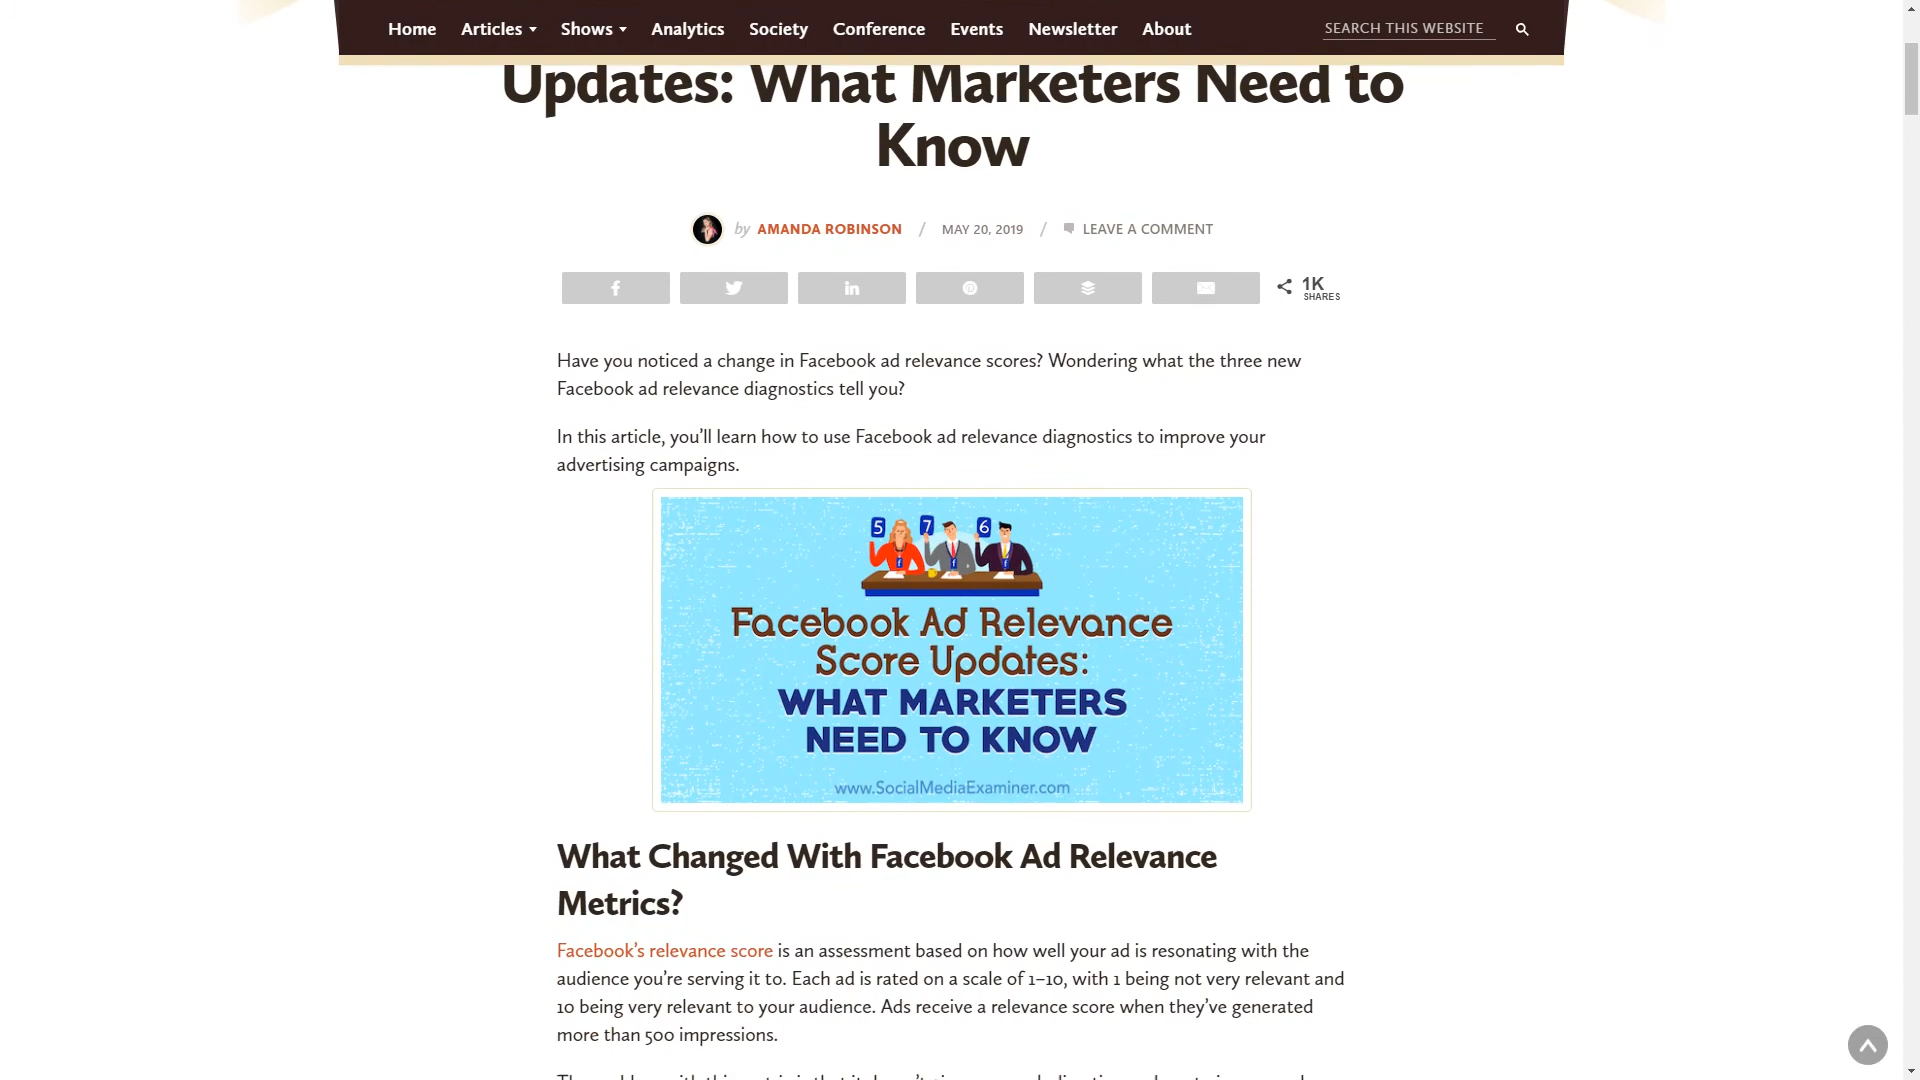 Home Articles Shows Analytics Society Conference Events Newsletter About SEARCH THIS WEBSITE
Updates: What Marketers Need to
Know
by AMANDA ROBINSON / MAY 20, 2019 / LEAVE A COMMENT
1K
SHARES
Have you noticed a change in Facebook ad relevance scores? Wondering what the three new
Facebook ad relevance diagnostics tell you?
In this article, you’ll learn how to use Facebook ad relevance diagnostics to improve your
advertising campaigns.
5 7 6
Facebook Ad Relevance
Score Updates:
WHAT MARKETERS
NEED TO KNOW
www.SocialMediaExaminer.com
What Changed With Facebook Ad Relevance
Metrics?
Facebook’s relevance score is an assessment based on how well your ad is resonating with the
audience you’re serving it to. Each ad is rated on a scale of 1–10, with 1 being not very relevant and
10 being very relevant to your audience. Ads receive a relevance score when they’ve generated
more than 500 impressions.